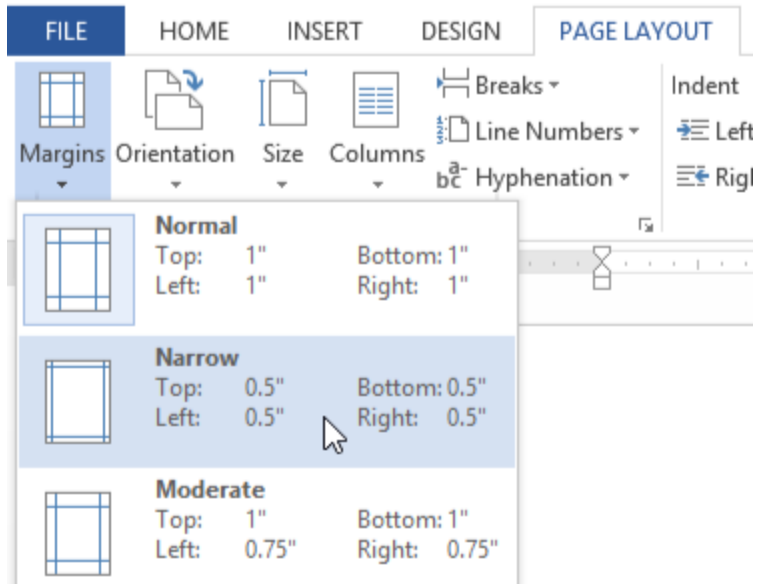 FILE HOME INSERT DESIGN PAGE LAYOUT
Margins Orientation Size Columns
Breaks
Line Numbers
Hyphenation
Indent
Left
Normal
Top: 1" Bottom: 1"
Left: 1" Right: 1"
Narrow
Top: 0.5" Bottom: 0.5"
Left: 0.5" Right: 0.5"
Moderate
Top: 1" Bottom: 1"
Left: 0.75" Right: 0.75"